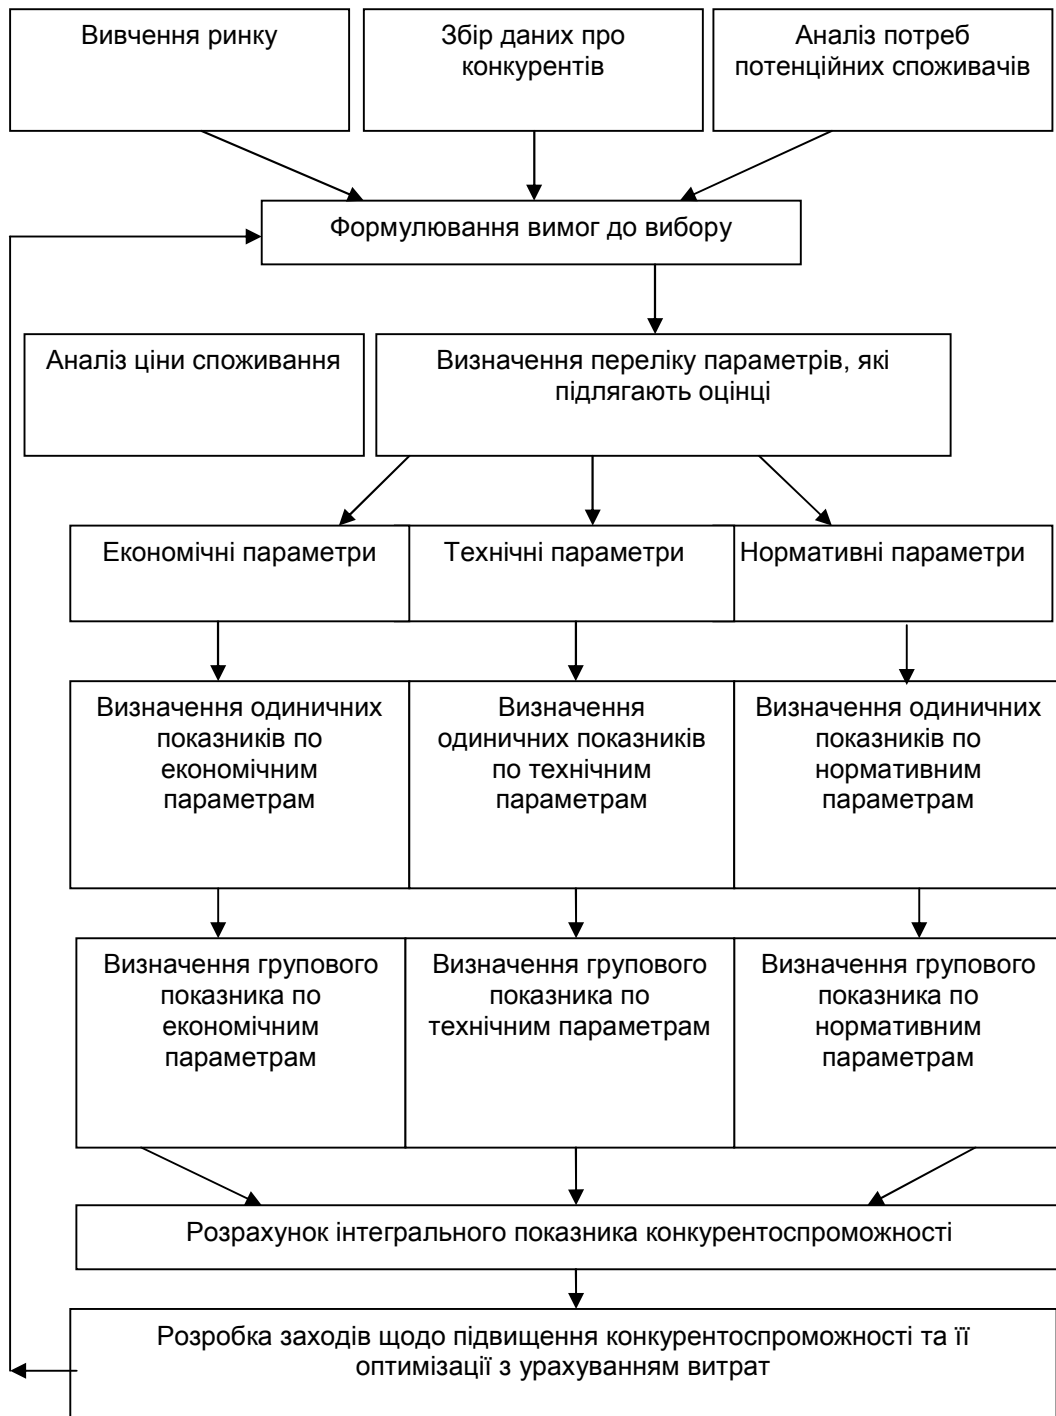 Вивчення ринку
Збір даних про
конкурентів
Аналіз потреб
потенційних споживачів
Формулювання вимог до вибору
Аналіз ціни споживання
Визначення переліку параметрів, які
підлягають оцінці
Економічні параметри
Технічні параметри
Нормативні параметри
Визначення одиничних
показників по
економічним
параметрам
Визначення
одиничних показників
по технічним
параметрам
Визначення одиничних
показників по
нормативним
параметрам
Визначення групового
показника по
економічним
параметрам
Визначення групового
показника по
технічним параметрам
Визначення групового
показника по
нормативним
параметрам
Розрахунок інтегрального показника конкурентоспроможності
Розробка заходів щодо підвищення конкурентоспроможності та її
оптимізації з урахуванням витрат